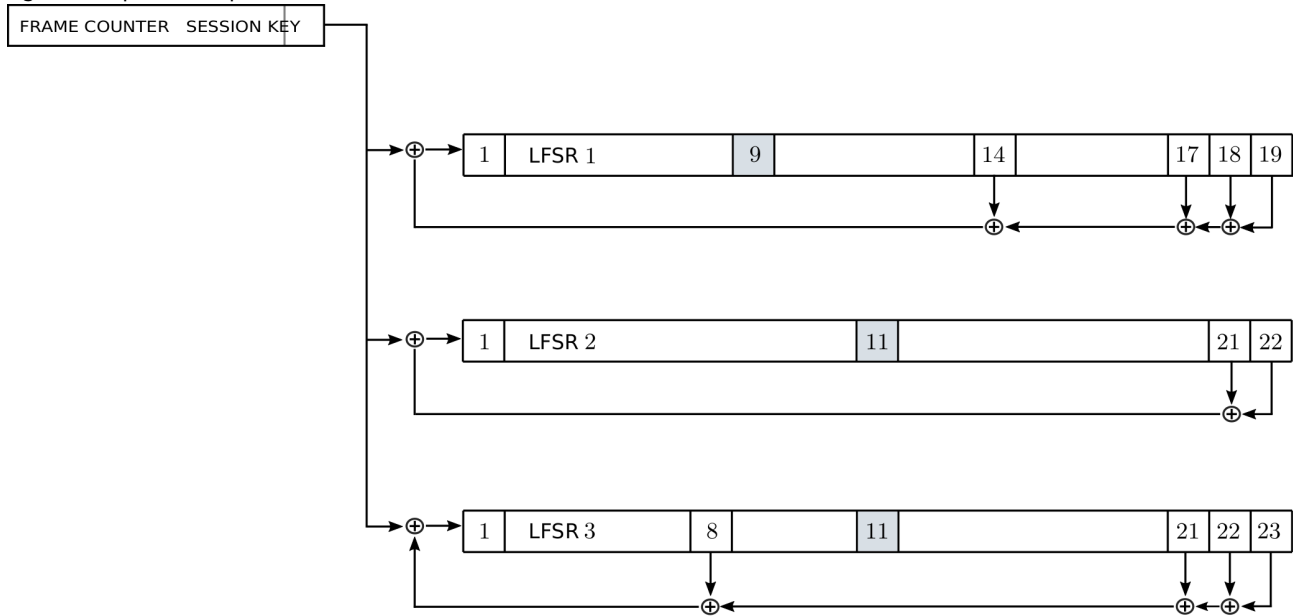 FRAME COUNTER SESSION KEY
1 LFSR 1 9 14 17 18 19
1 LFSR 2 11 21 22
1 LFSR 3 8 11 21 22 23